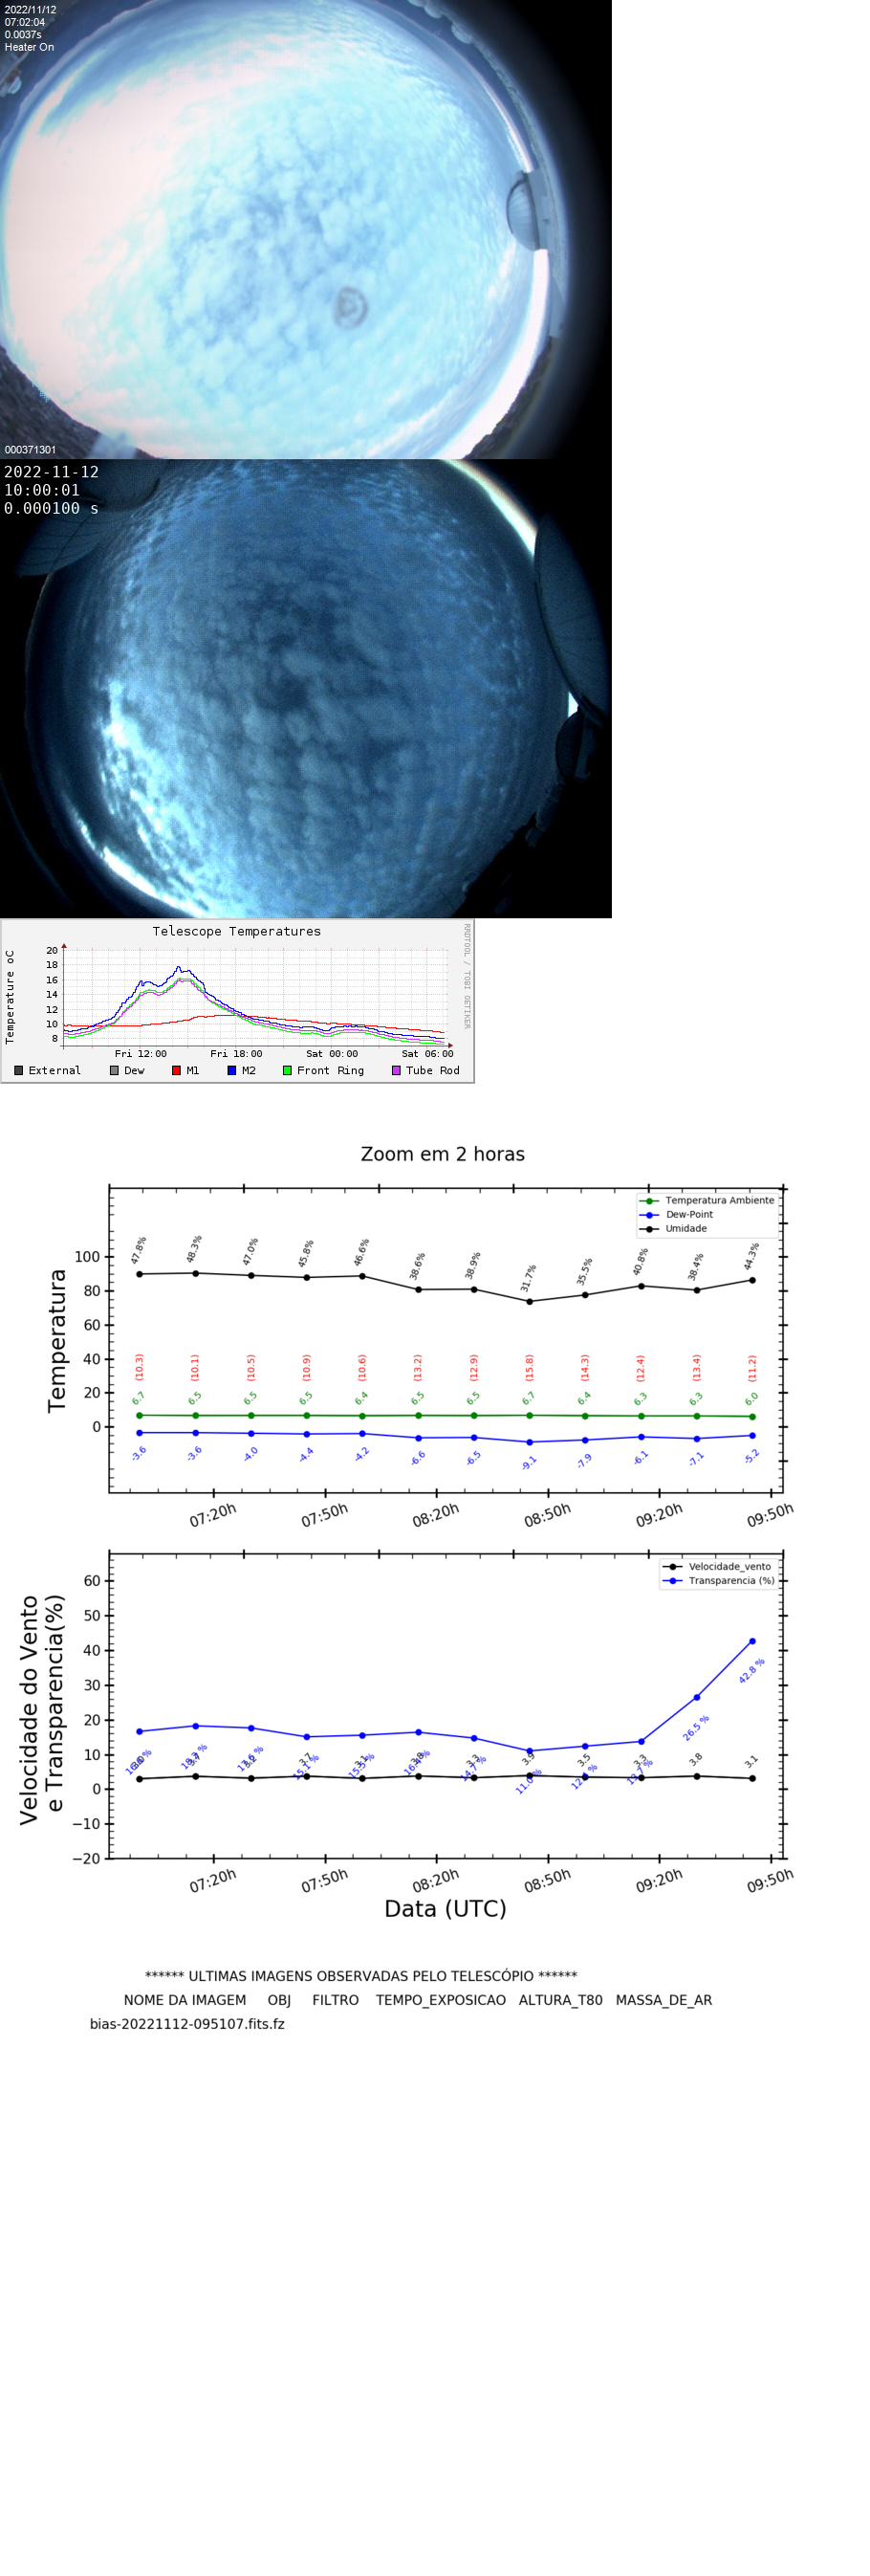 2022/11/12
07:02:04
0.0037s
Heater On
000371301
2022-11-12
10:00:01
0.000100 s
Telescope Temperatures
RRDTOOL / TOBI OETIKER
Temperature oC
20
18
16
14
12
10
8
Fri 12:00 Fri 18:00 Sat 00:00 Sat 06:00
External Dew M1 M2 Front Ring Tube Rod
Zoom em 2 horas
Temperatura Ambiente
Dew-Point
Umidade
Temperatura
100
80
60
40
20
0
47.8% 48.3% 47.0% 45.8% 46.6% 38.6% 38.9% 31.7% 35.5% 40.8% 38.4% 44.3%
(10.3) (10.1) (10.5) (10.9) (10.6) (13.2) (12.9) (15.8) (14.3) (12.4) (13.4) (11.2)
6.7 6.5 6.5 6.5 6.4 6.5 6.5 6.7 6.4 6.3 6.3 6.0
-3.6 -3.6 -4.0 -4.4 -4.2 -6.6 -6.5 -9.1 -7.9 -6.1 -7.1 -5.2
07:20h 07:50h 08:20h 08:50h 09:20h 09:50h
Velocidade_vento
Transparencia (%)
Velocidade do Vento
e Transparencia(%)
60
50
40
30
20
10
0
−10
−20
3.5 3.3 3.8 3.1
26.5 % 42.8 %
07:20h 07:50h 08:20h 08:50h 09:20h 09:50h
Data (UTC)
****** ULTIMAS IMAGENS OBSERVADAS PELO TELESCÓPIO ******
NOME DA IMAGEM OBJ FILTRO TEMPO_EXPOSICAO ALTURA_T80 MASSA_DE_AR
bias-20221112-095107.fits.fz